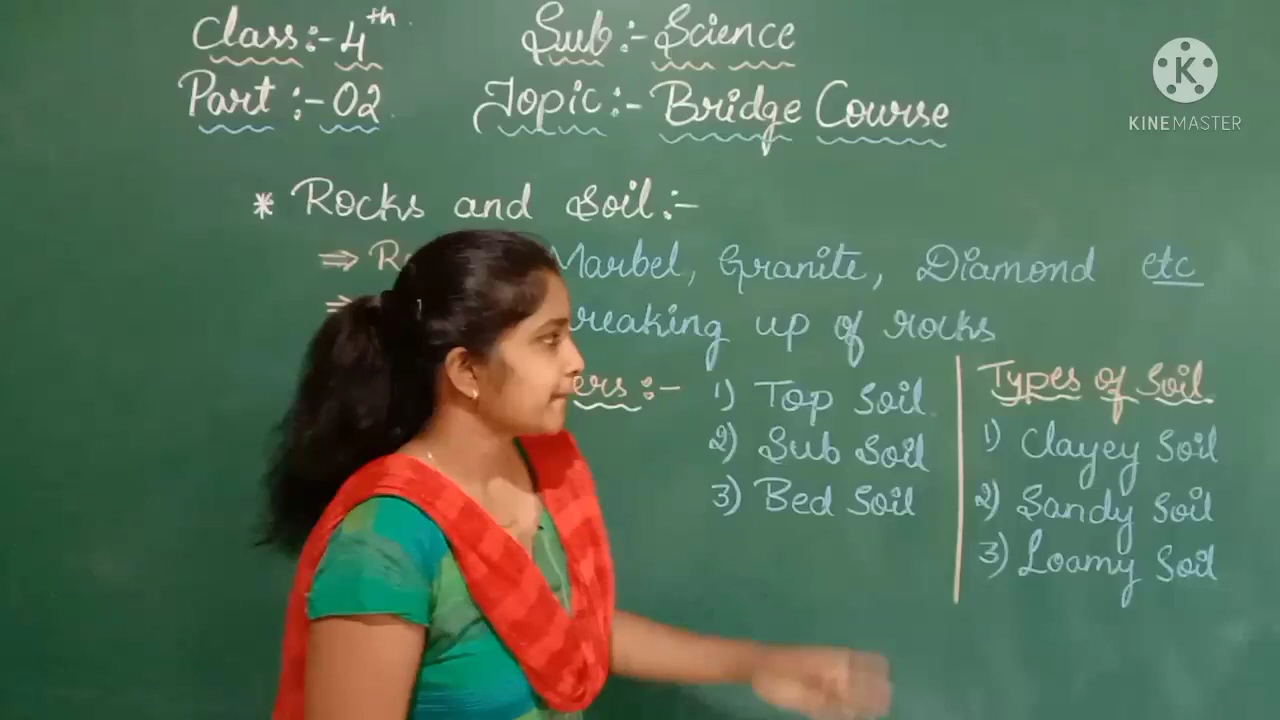 Class:- 4th Sub:- Science
Part:- 02 Topic:- Bridge Course
K
KINEMASTER
* Rocks and Soil:-
⇒ Marbel, Granite, Diamond etc
⇒ up of rocks
1) Top Soil
2) Sub Soil
3) Bed Soil
Types of Soil
1) Clayey Soil
2) Sandy Soil
3) Loamy Soil